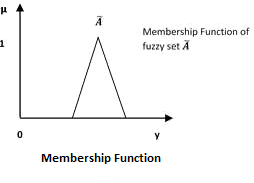 μ
Ã
Membership Function of
fuzzy set Ã
1
0
y
Membership Function